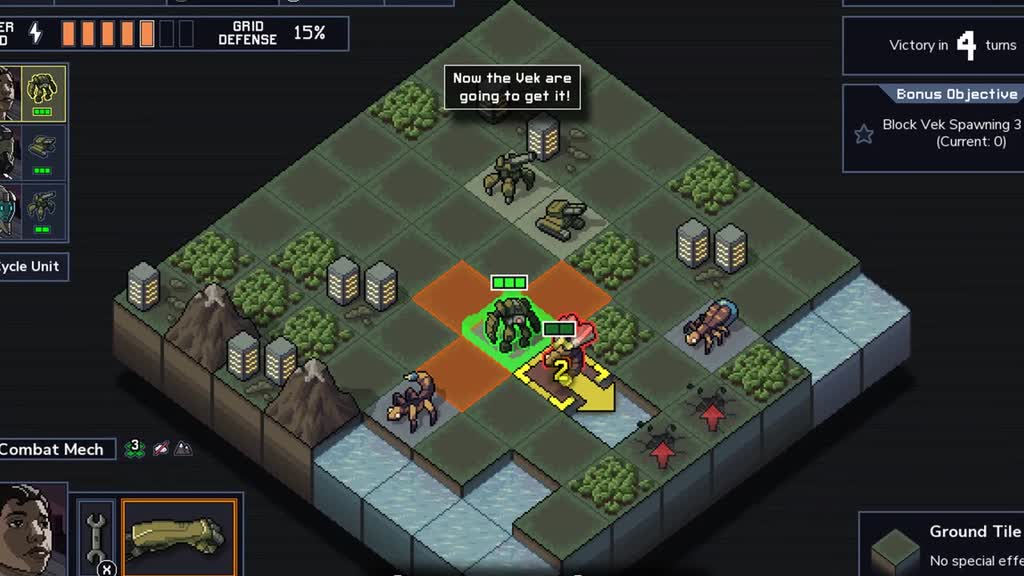 GRID
DEFENSE
15%
Now the Vek are
going to get it!
Victory in 4 turns
Bonus Objective
Block Vek Spawning 3
(Current: 0)
Cycle Unit
2
Combat Mech
3
X
Ground Tile
No special effe